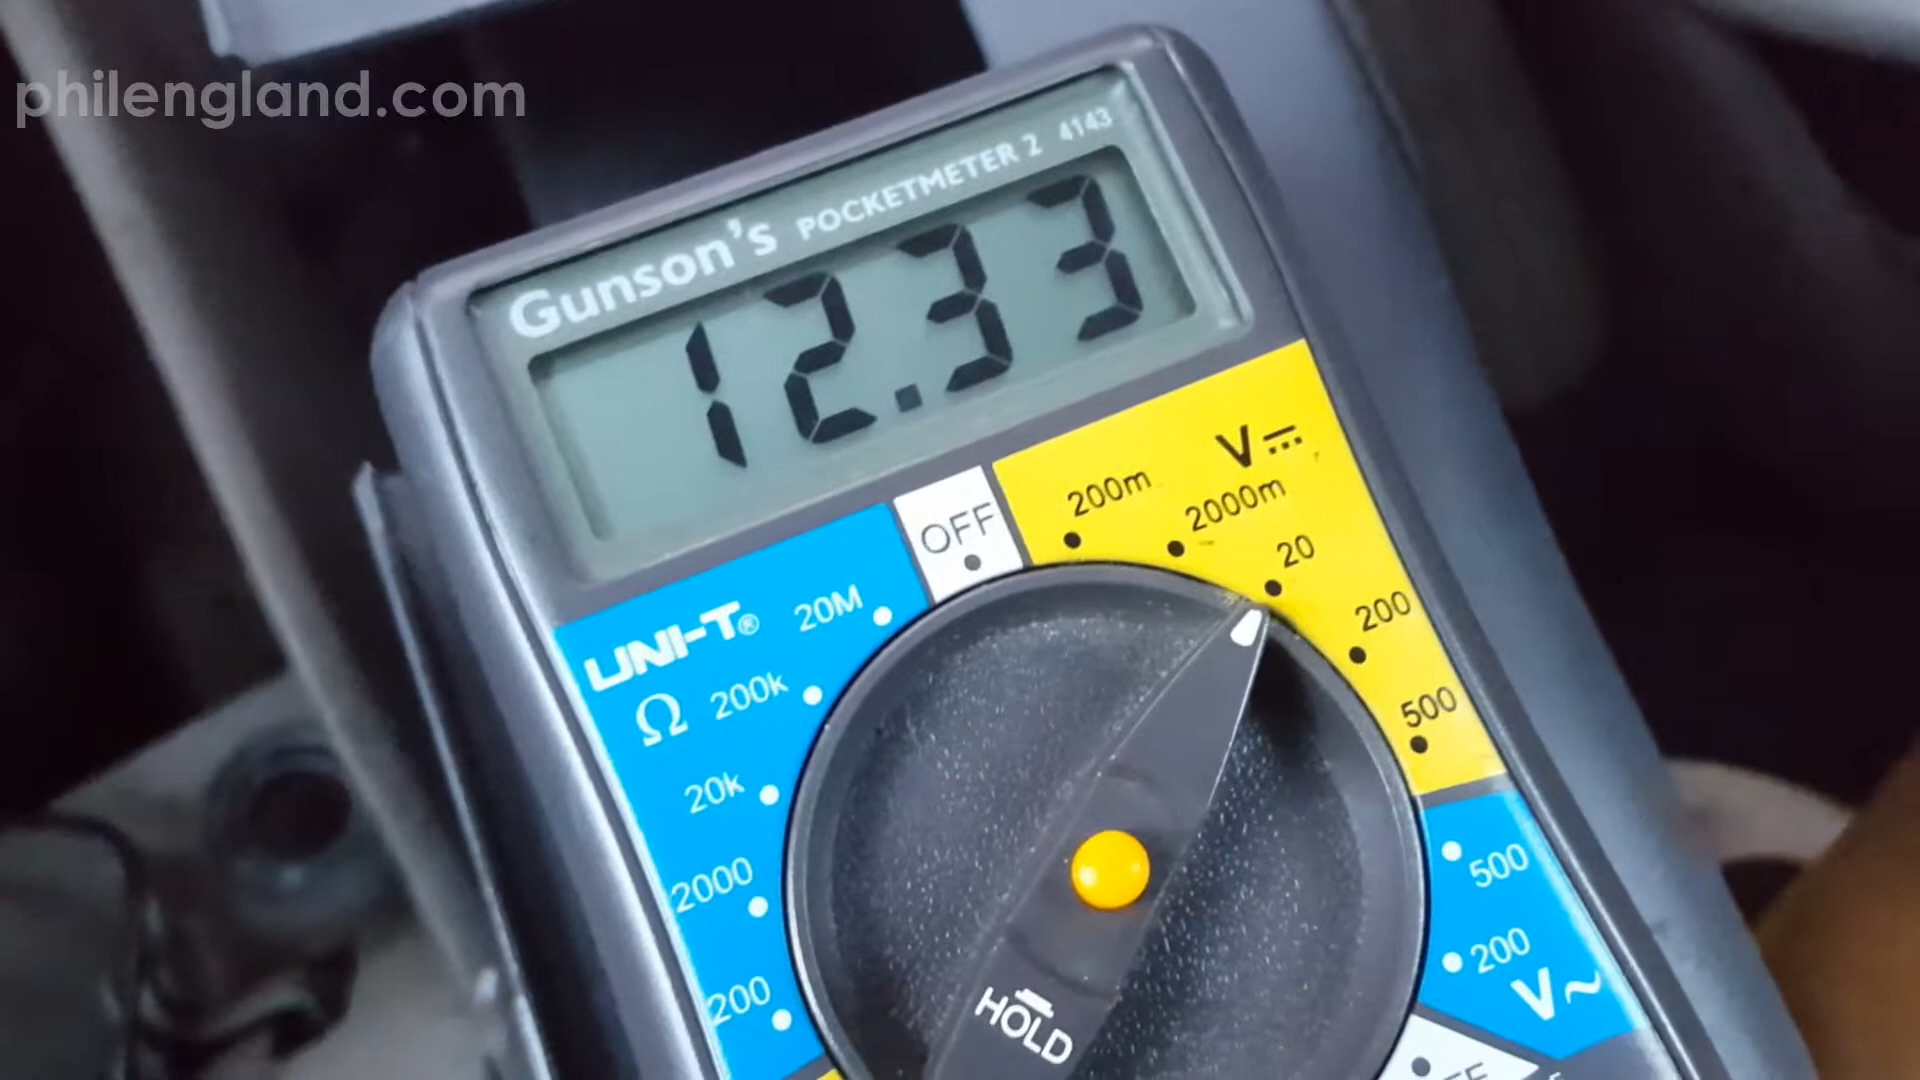 philengland.com
Gunson's POCKETMETER 2 4143
12.33
V⎓
200m
2000m
20
200
500
OFF
UNI-T®
20M
Ω
200k
20k
2000
200
500
200
V~
HOLD